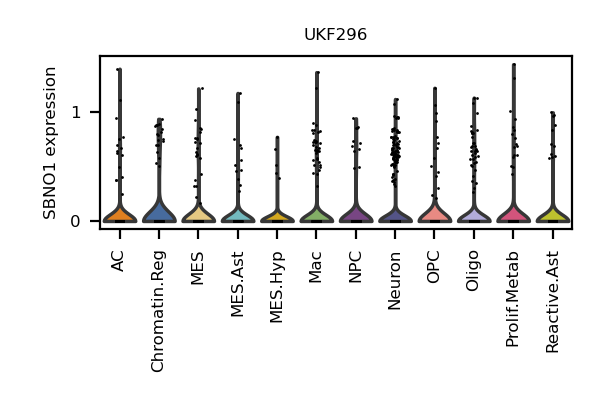 UKF296
SBNO1 expression
1
0
AC
Chromatin.Reg
MES
MES.Ast
MES.Hyp
Mac
NPC
Neuron
OPC
Oligo
Prolif.Metab
Reactive.Ast